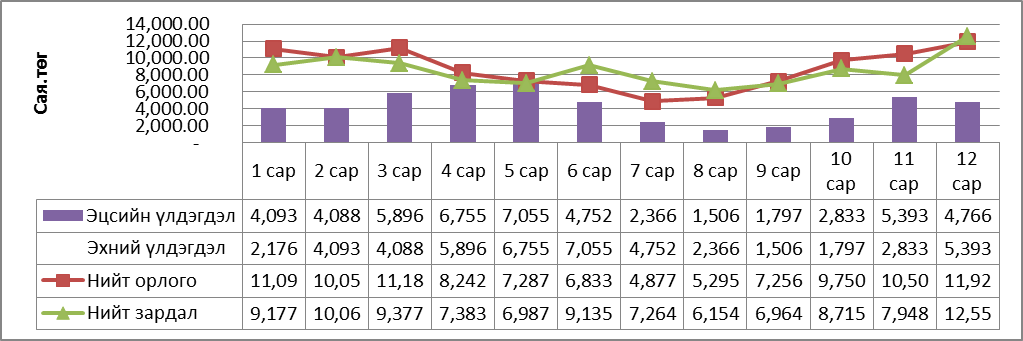 Сая.төг
14,000.00
12,000.00
10,000.00
8,000.00
6,000.00
4,000.00
2,000.00
-
1 сар 2 сар 3 сар 4 сар 5 сар 6 сар 7 сар 8 сар 9 сар 10 сар 11 сар 12 сар
Эцсийн үлдэгдэл 4,093 4,088 5,896 6,755 7,055 4,752 2,366 1,506 1,797 2,833 5,393 4,766
Эхний үлдэгдэл 2,176 4,093 4,088 5,896 6,755 7,055 4,752 2,366 1,506 1,797 2,833 5,393
Нийт орлого 11,09 10,05 11,18 8,242 7,287 6,833 4,877 5,295 7,256 9,750 10,50 11,92
Нийт зардал 9,177 10,06 9,377 7,383 6,987 9,135 7,264 6,154 6,964 8,715 7,948 12,55